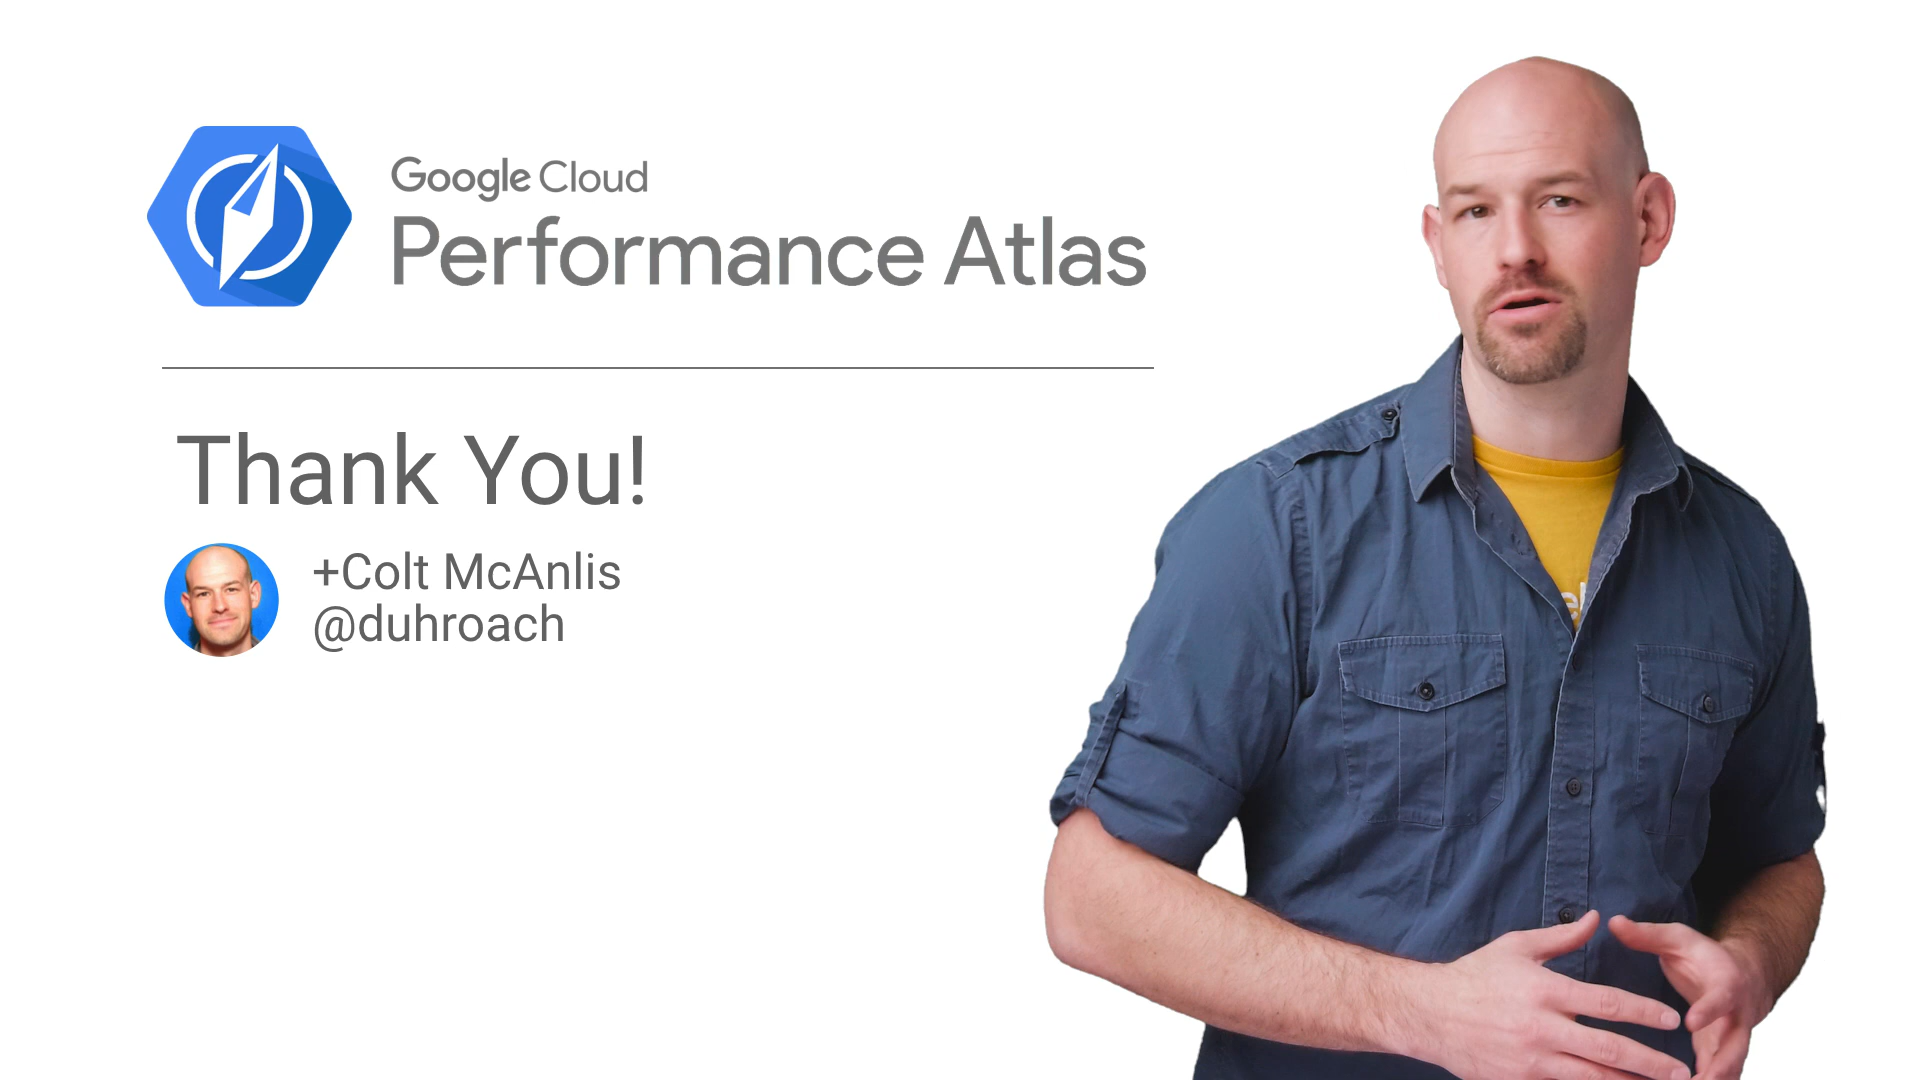 Google Cloud
Performance Atlas
Thank You!
+Colt McAnlis
@duhroach